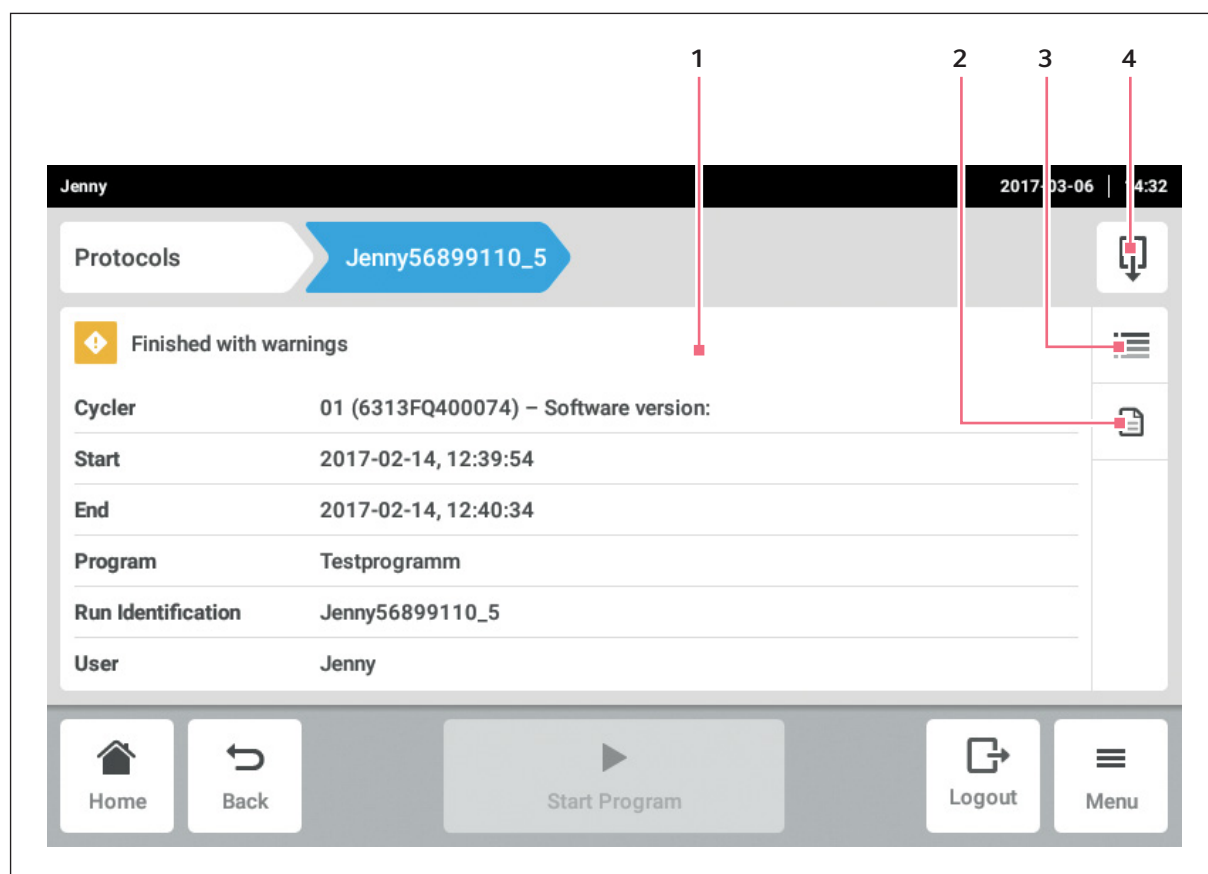 1 2 3 4
Jenny 2017-03-06 14:32
Protocols Jenny56899110_5
Finished with warnings
Cycler 01 (6313FQ400074) – Software version:
Start 2017-02-14, 12:39:54
End 2017-02-14, 12:40:34
Program Testprogramm
Run Identification Jenny56899110_5
User Jenny
Home Back Start Program Logout Menu